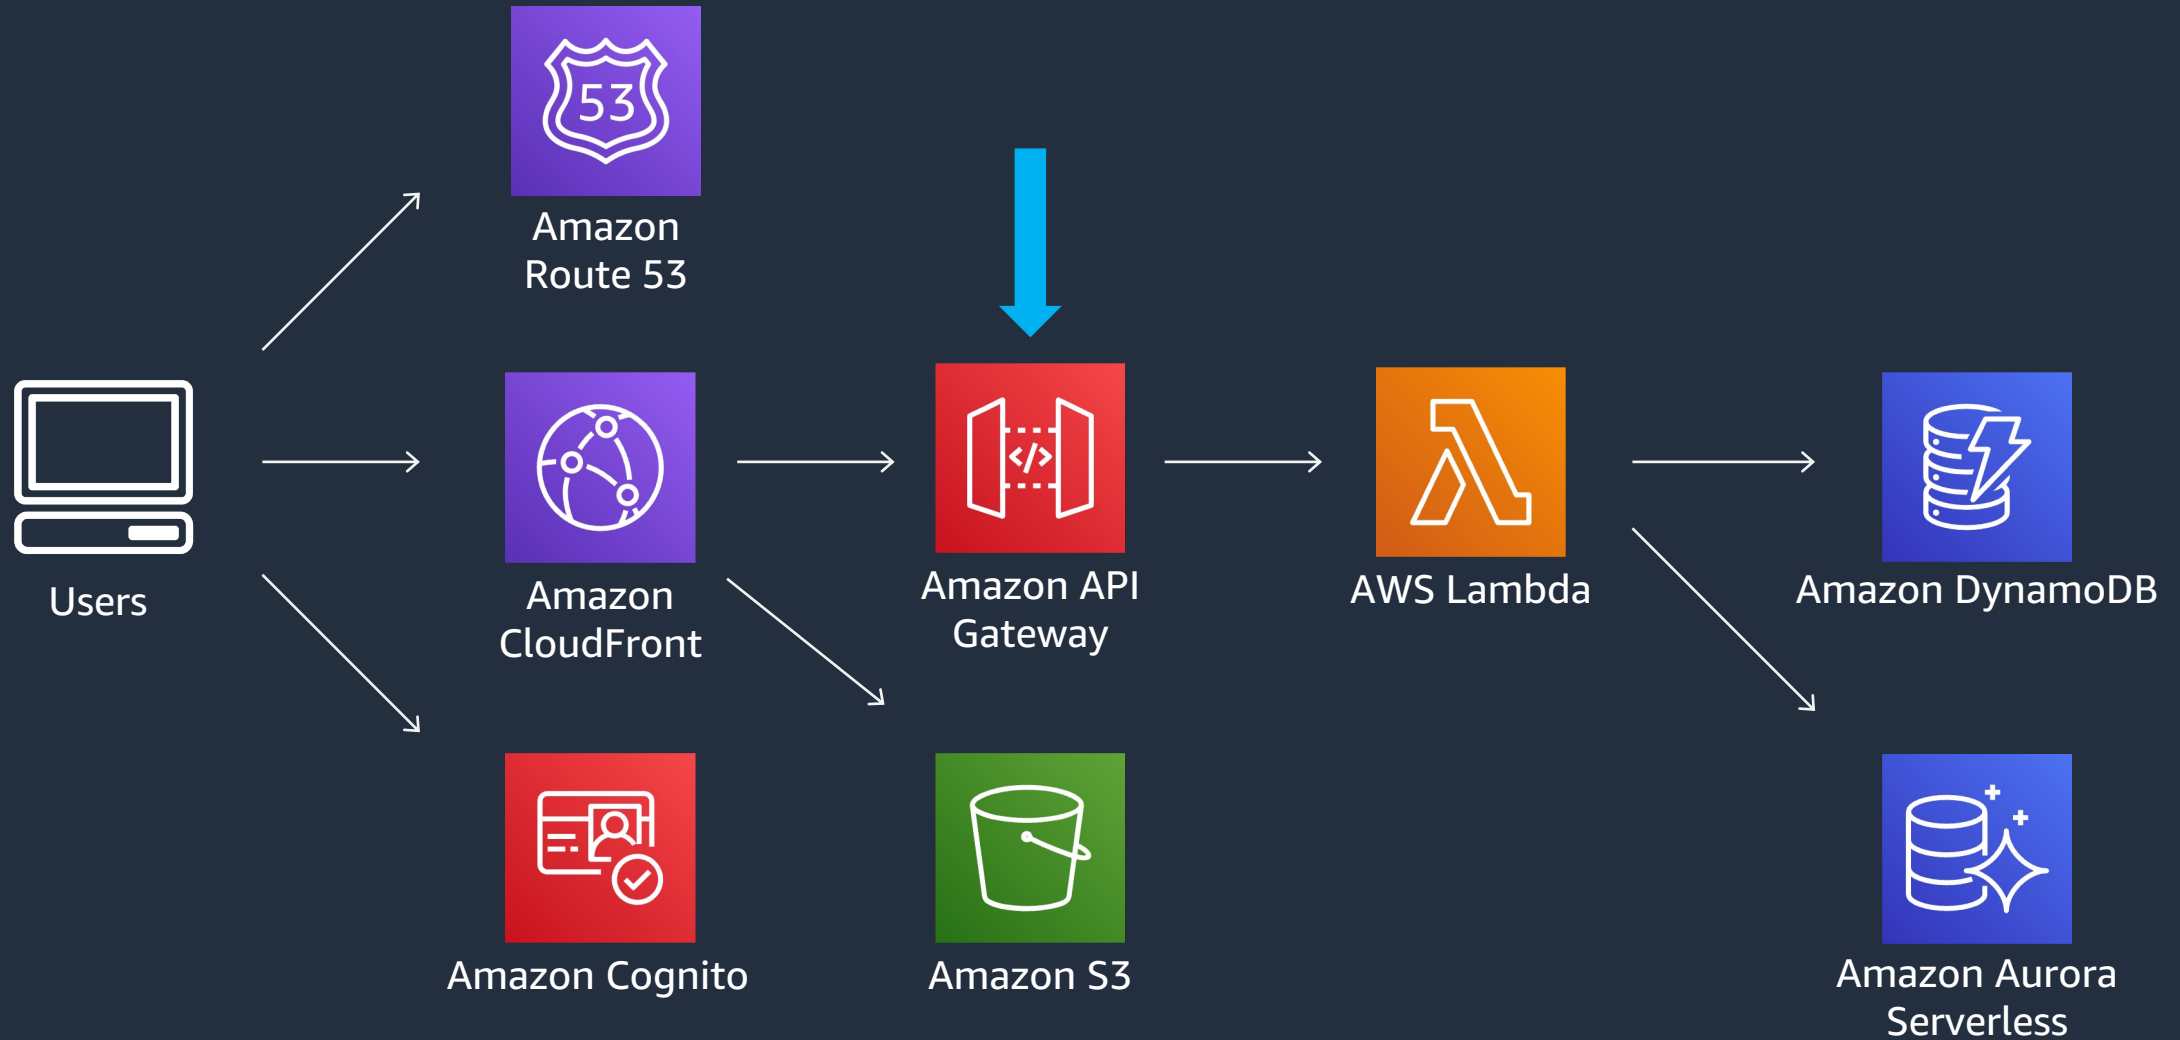 53
Amazon
Route 53
Users
Amazon
CloudFront
</>
Amazon API
Gateway
AWS Lambda
Amazon DynamoDB
Amazon Cognito
Amazon S3
Amazon Aurora
Serverless